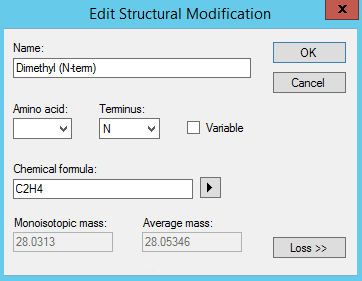 Edit Structural Modification
x
Name:
Dimethyl (N-term)
OK
Cancel
Amino acid:
Terminus:
N
Variable
Chemical formula:
C2H4
Monoisotopic mass:
Average mass:
28.0313
28.05346
Loss >>